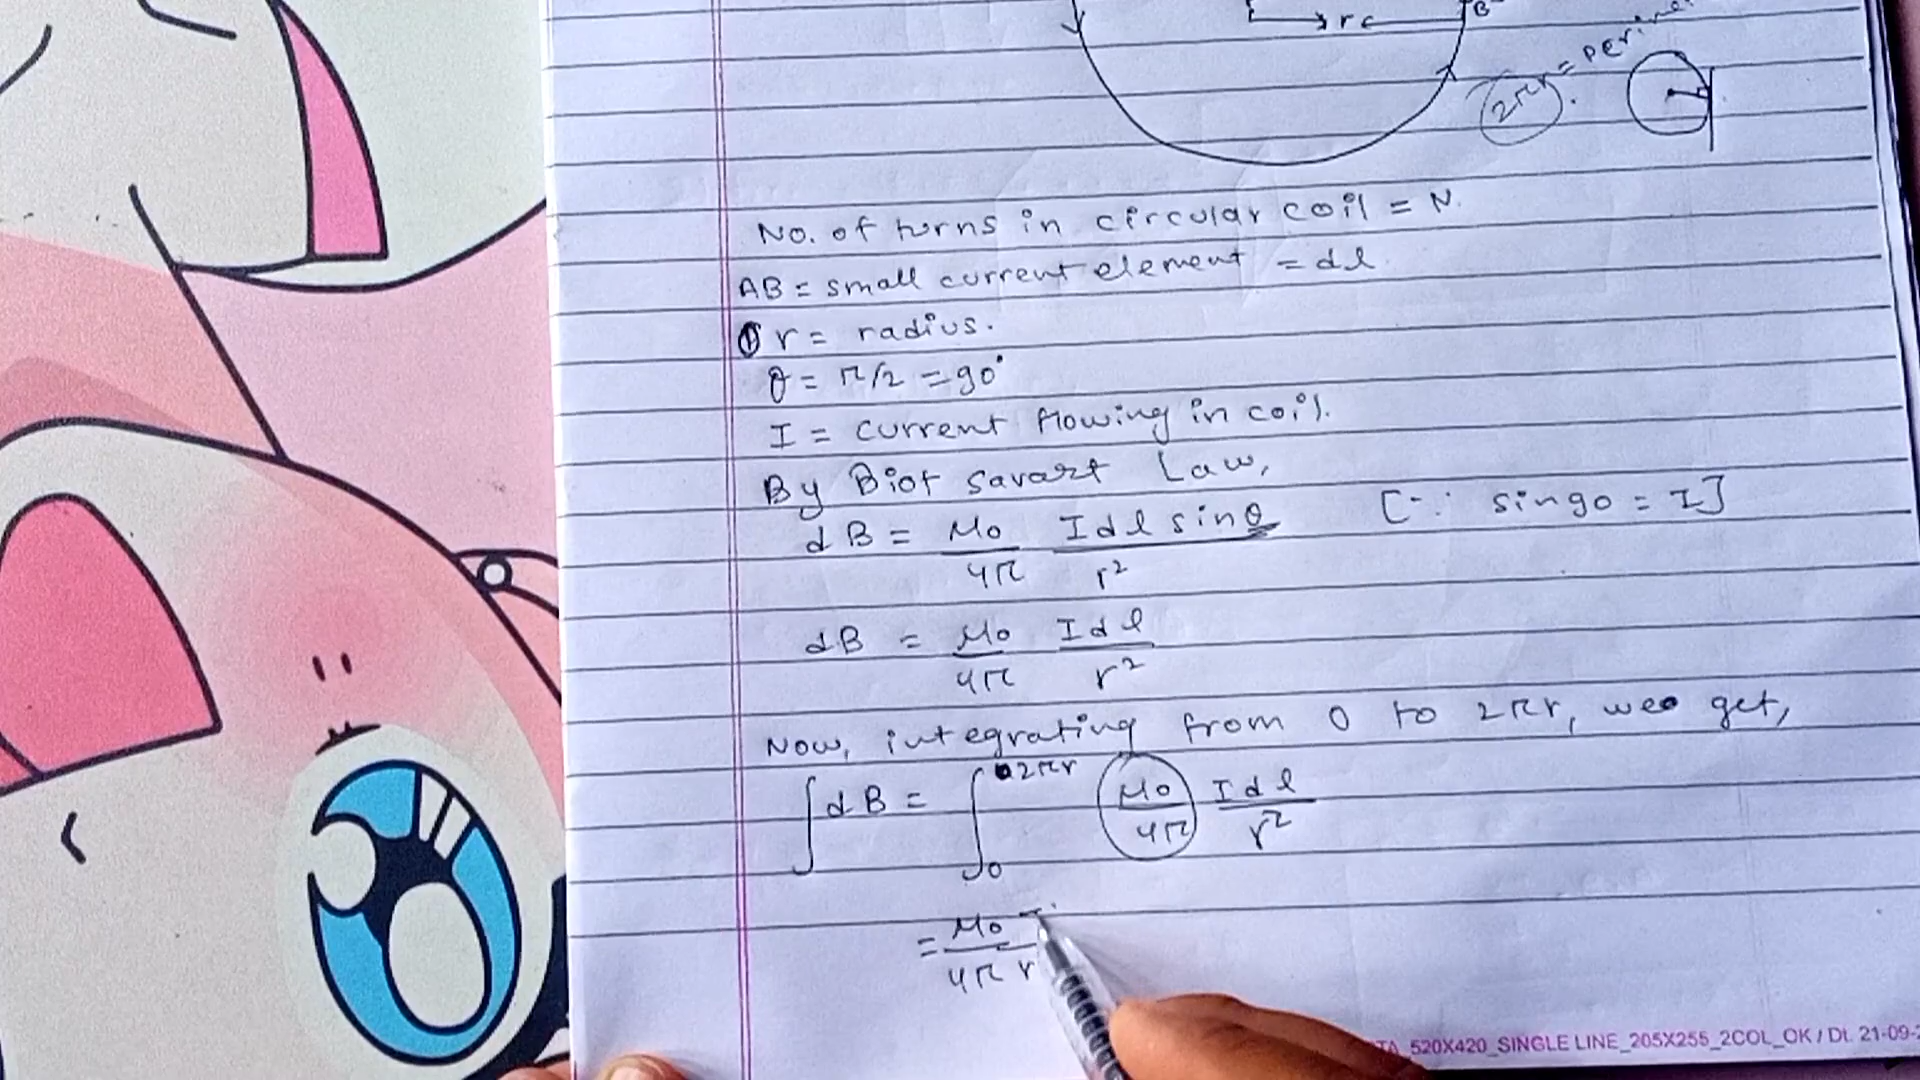 r
B
2πr =
No. of turns in circular coil = N.
AB = small current element = dl.
r = radius.
θ = π/2 = 90°
I = current flowing in coil.
By Biot savart Law,
dB = μ0/4π Idl sinθ/r² [∵ sin90 = 1]
dB = μ0/4π Idl/r²
Now, integrating from 0 to 2πr, we get,
∫dB = ∫₀^2πr μ0/4π Idl/r²
= μ0 I/4π r
520X420_SINGLE LINE_205X255_2COL_OK / Dt. 21-09-